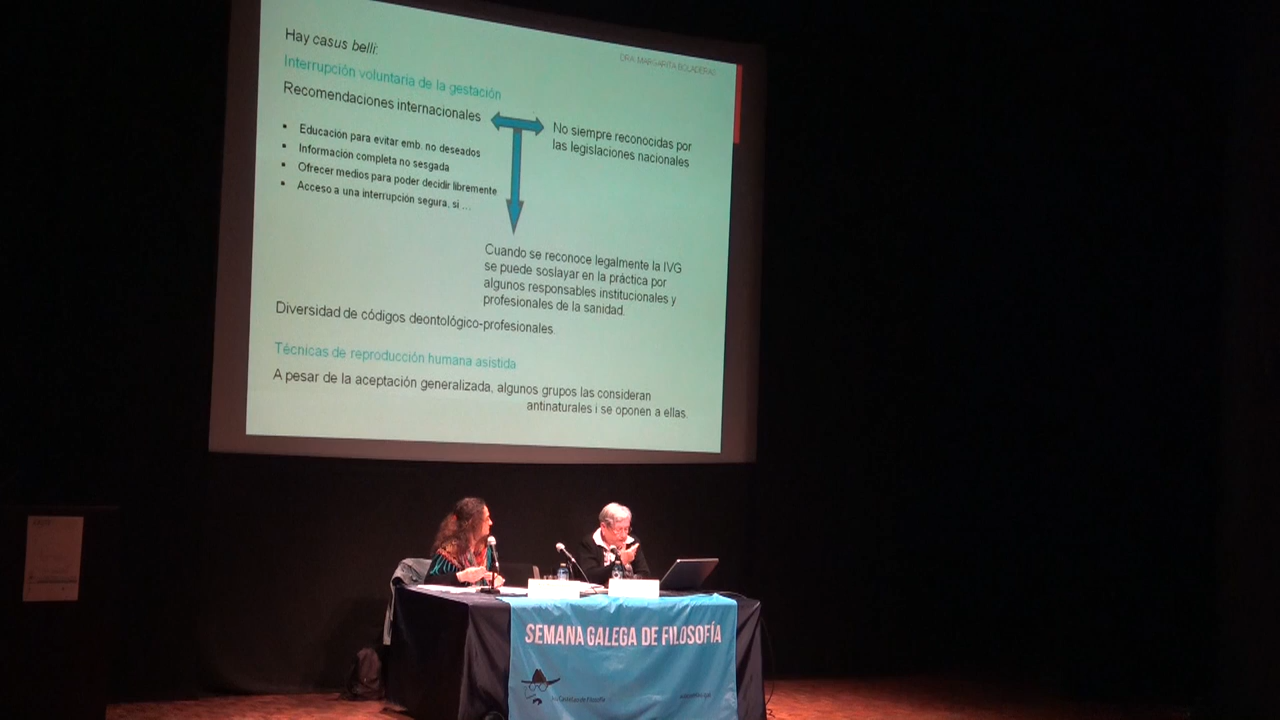 DRA. MARGARITA BOLADERAS
Hay casus belli:
Interrupción voluntaria de la gestación
Recomendaciones internacionales
No siempre reconocidas por
las legislaciones nacionales
▪ Educación para evitar emb. no deseados
▪ Información completa no sesgada
▪ Ofrecer medios para poder decidir libremente
▪ Acceso a una interrupción segura, si ...
Cuando se reconoce legalmente la IVG
se puede soslayar en la práctica por
algunos responsables institucionales y
profesionales de la sanidad.
Diversidad de códigos deontológico-profesionales.
Técnicas de reproducción humana asistida
A pesar de la aceptación generalizada, algunos grupos las consideran
antinaturales i se oponen a ellas.
SEMANA GALEGA DE FILOSOFÍA
de Filosofía